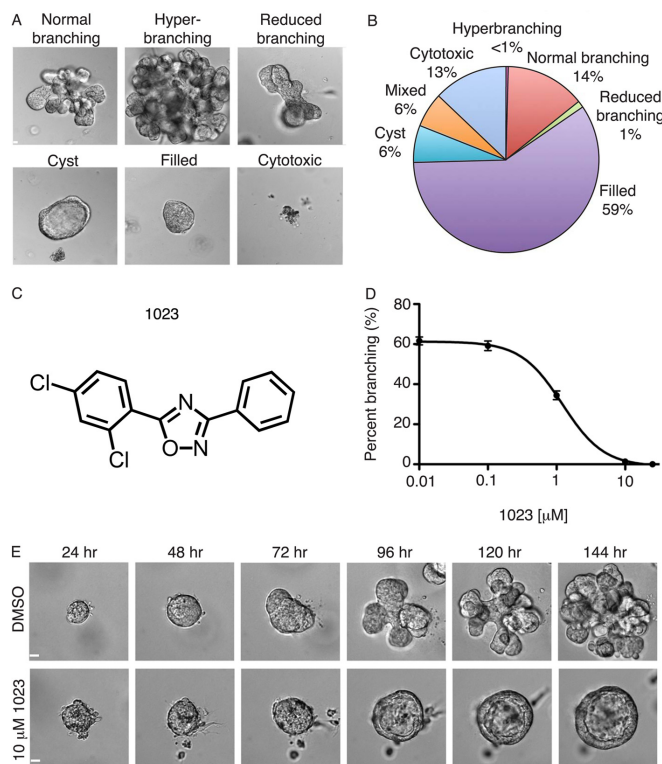 A
Normal
branching
Hyper-
branching
Reduced
branching
Cyst
Filled
Cytotoxic
B
Hyperbranching
<1%
Cytotoxic
13%
Normal branching
14%
Mixed
6%
Reduced
branching
1%
Cyst
6%
Filled
59%
C
1023
Cl
Cl
N
O
N
D
Percent branching (%)
80
60
40
20
0
0.01
0.1
1
10
1023 [μM]
E
24 hr
48 hr
72 hr
96 hr
120 hr
144 hr
DMSO
10 μM 1023